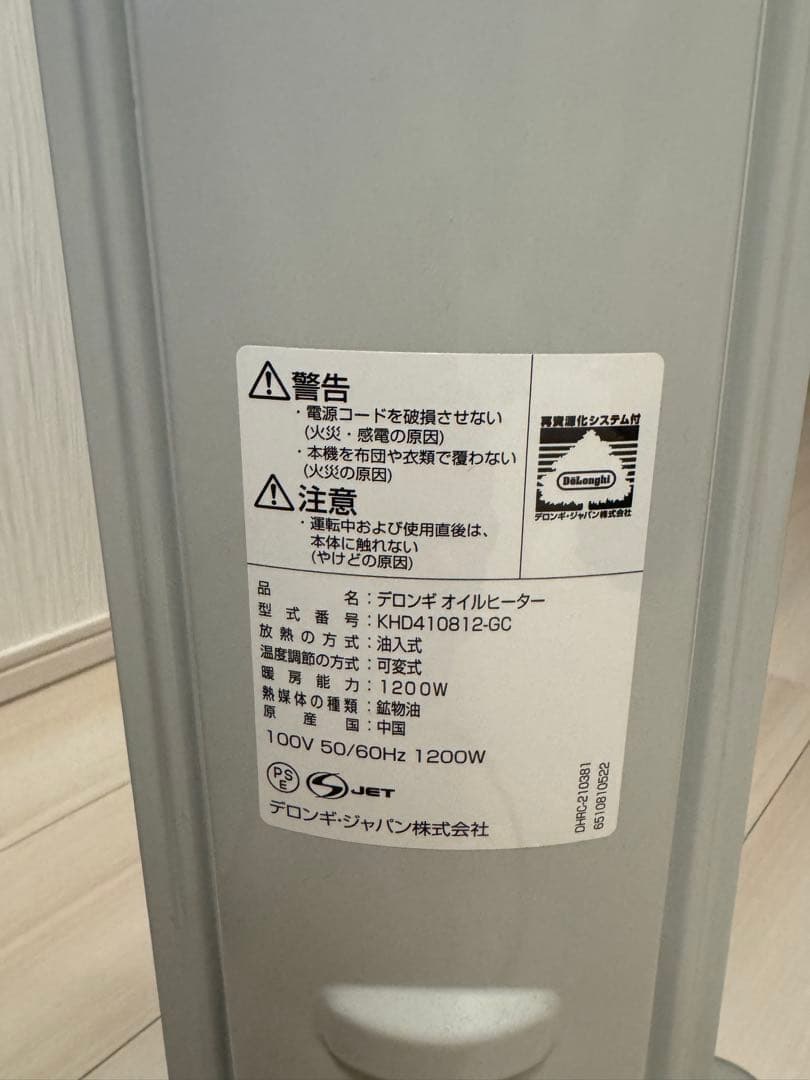 ⚠警告
・電源コードを破損させない
(火災・感電の原因)
・本機を布団や衣類で覆わない
(火災の原因)
⚠注意
・運転中および使用直後は、
本体に触れない
(やけどの原因)
再資源化システム付
DeLonghi
デロンギ・ジャパン株式会社
品名：デロンギ オイルヒーター
型式番号：KHD410812-GC
放熱の方式：油入式
温度調節の方式：可変式
暖房能力：1200W
熱媒体の種類：鉱物油
原産国：中国
100V 50/60Hz 1200W
PSE
JET
デロンギ・ジャパン株式会社
DHRC-210381
6510810522